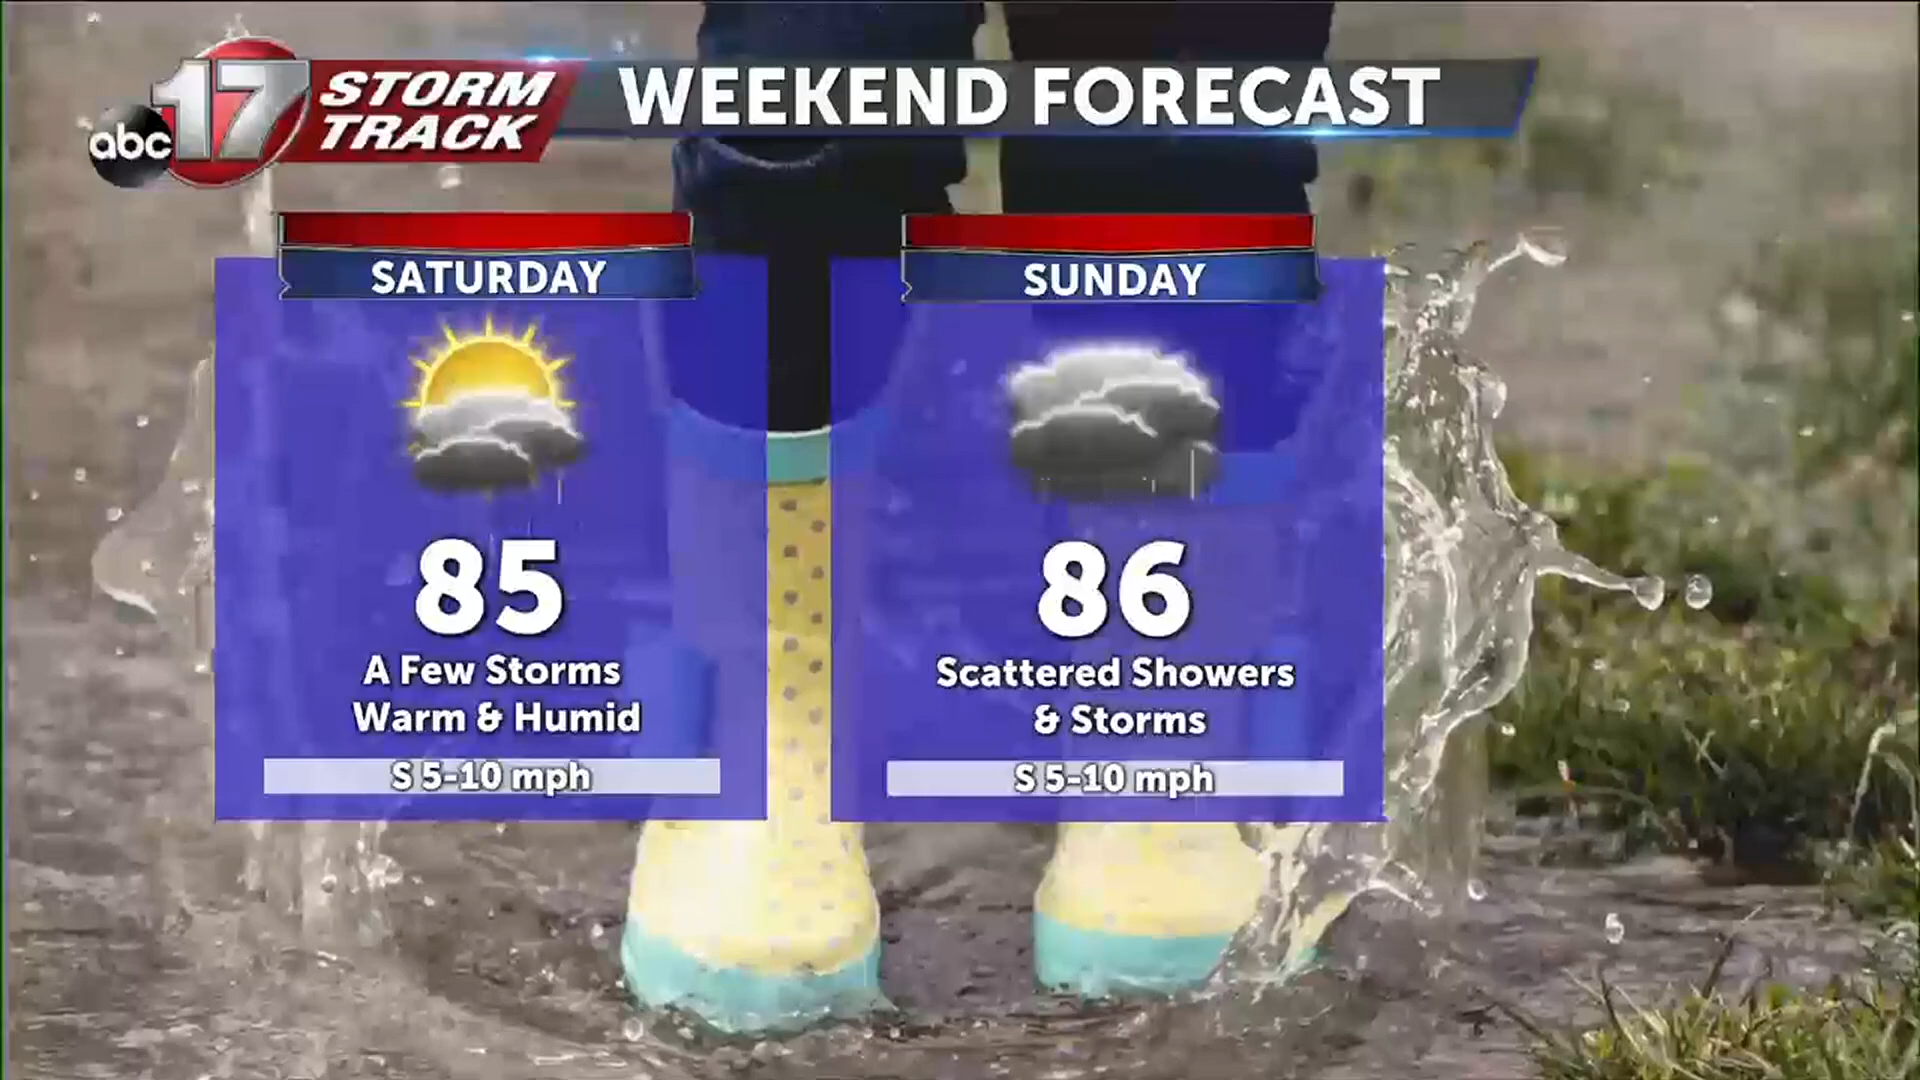 abc 17 STORM TRACK
WEEKEND FORECAST
SATURDAY
85
A Few Storms
Warm & Humid
S 5-10 mph
SUNDAY
86
Scattered Showers
& Storms
S 5-10 mph